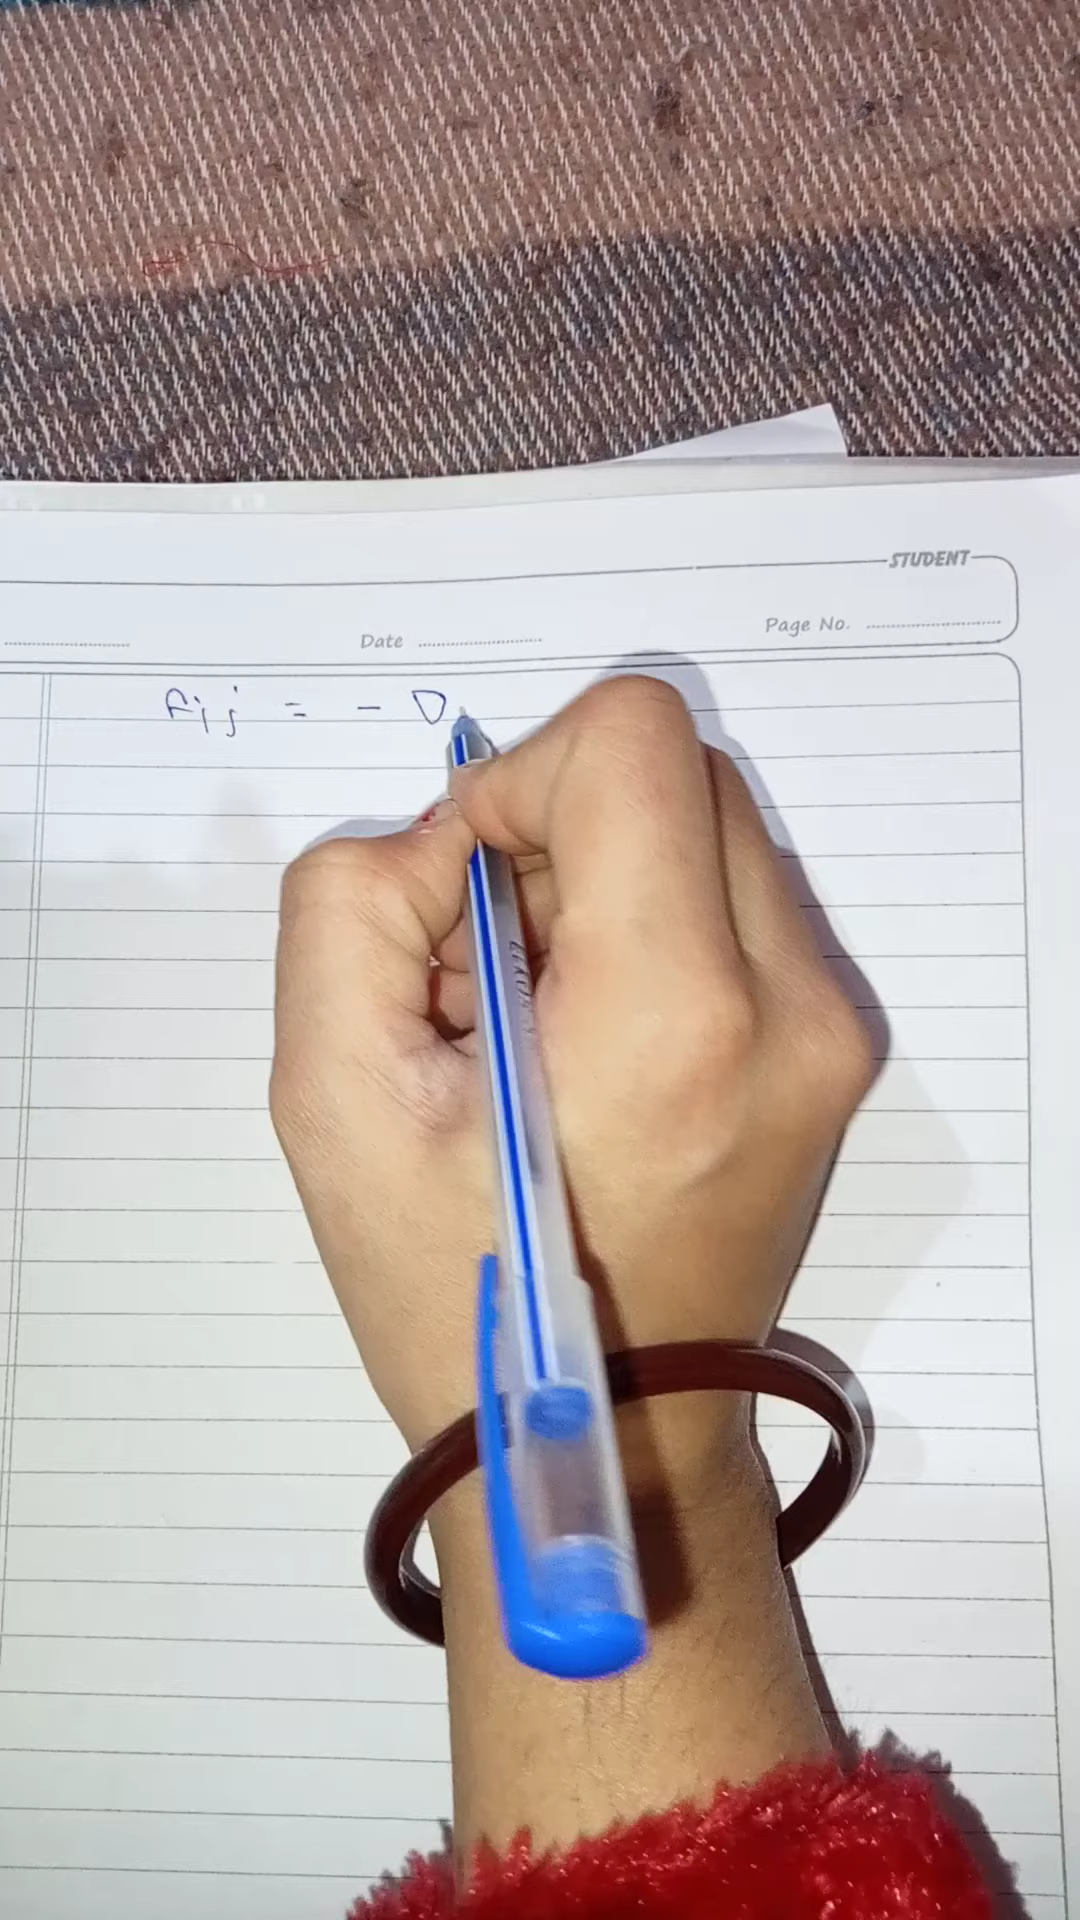 STUDENT
Date
Page No.
Fij = - ∇